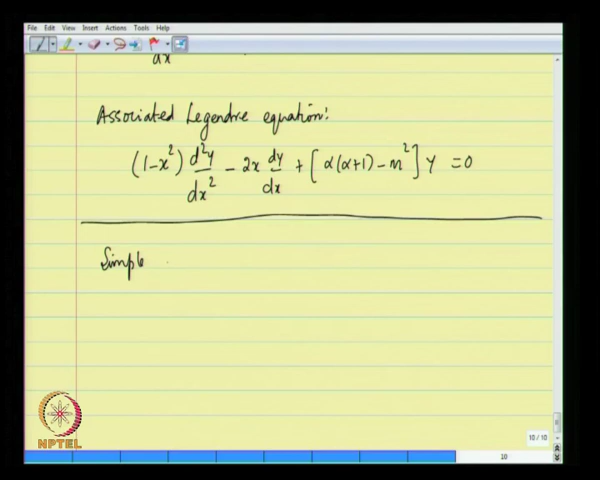 File Edit View Insert Actions Tools Help
dx
Associated Legendre equation:
(1-x²) d²y/dx² - 2x dy/dx + [α(α+1) - m²] y = 0
Simple
NPTEL
10/10
10